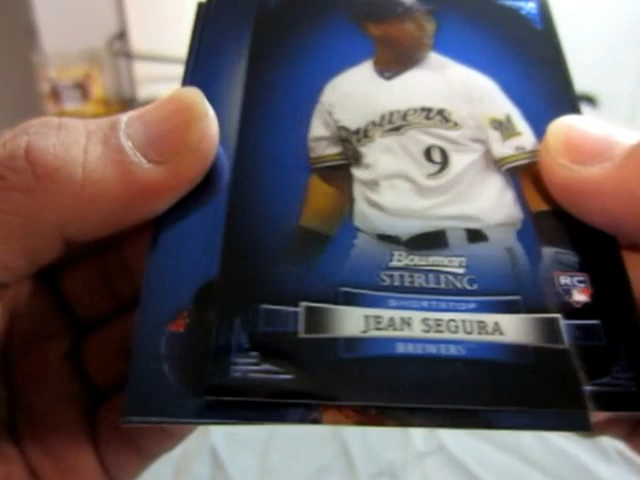 Brewers
9
Bowman
STERLING
RC
SHORTSTOP
JEAN SEGURA
BREWERS